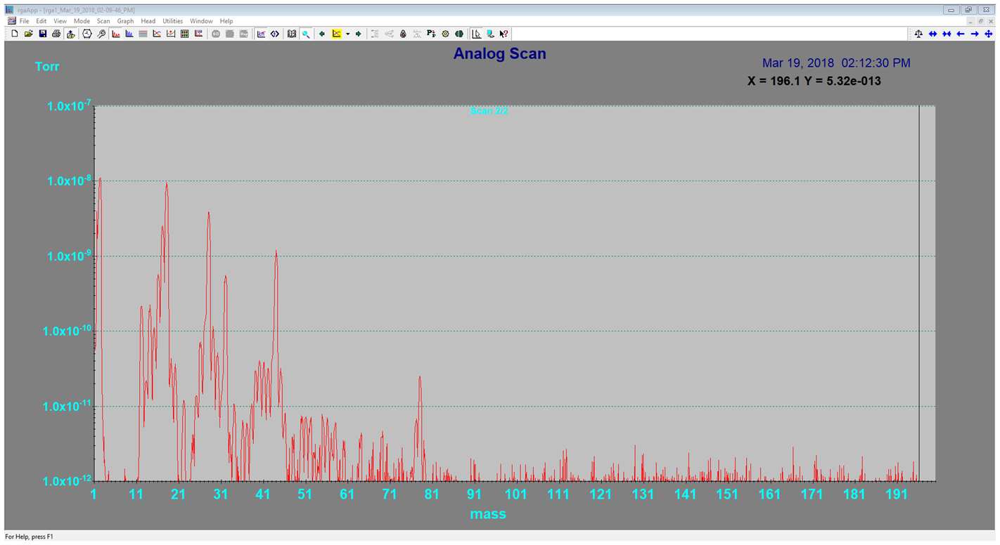 rgaApp - [rga1_Mar_19_2018_02-09-46_PM]
File Edit View Mode Scan Graph Head Utilities Window Help
Analog Scan
Torr
Mar 19, 2018 02:12:30 PM
X = 196.1 Y = 5.32e-013
1.0x10-7
Scan 2/2
1.0x10-8
1.0x10-9
1.0x10-10
1.0x10-11
1.0x10-12
1 11 21 31 41 51 61 71 81 91 101 111 121 131 141 151 161 171 181 191
mass
For Help, press F1